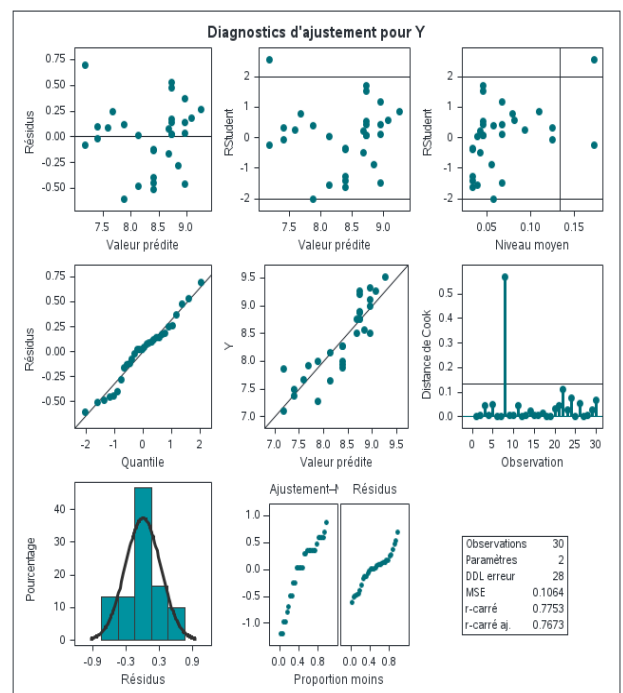 Diagnostics d'ajustement pour Y
Résidus
0.75
0.50
0.25
0.00
-0.25
-0.50
7.5 8.0 8.5 9.0
Valeur prédite
RStudent
2
1
0
-1
-2
7.5 8.0 8.5 9.0
Valeur prédite
RStudent
2
1
0
-1
-2
0.05 0.10 0.15
Niveau moyen
Résidus
0.75
0.50
0.25
0.00
-0.50
-2 -1 0 1 2
Quantile
Y
9.5
9.0
8.5
8.0
7.5
7.0
7.0 7.5 8.0 8.5 9.0 9.5
Valeur prédite
Distance de Cook
0.5
0.4
0.3
0.2
0.1
0.0
0 5 10 15 20 25 30
Observation
Pourcentage
40
30
20
10
0
-0.9 -0.3 0.3 0.9
Résidus
Ajustement–M
Résidus
1.0
0.5
0.0
-0.5
-1.0
0.0 0.4 0.8
0.0 0.4 0.8
Proportion moins
Observations 30
Paramètres 2
DDL erreur 28
MSE 0.1064
r-carré 0.7753
r-carré aj. 0.7673